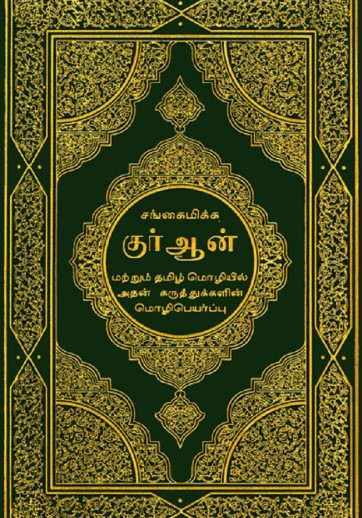 சங்கைமிக்க
குர்ஆன்
மற்றும் தமிழ் மொழியில்
அதன் கருத்துக்களின்
மொழிபெயர்ப்பு